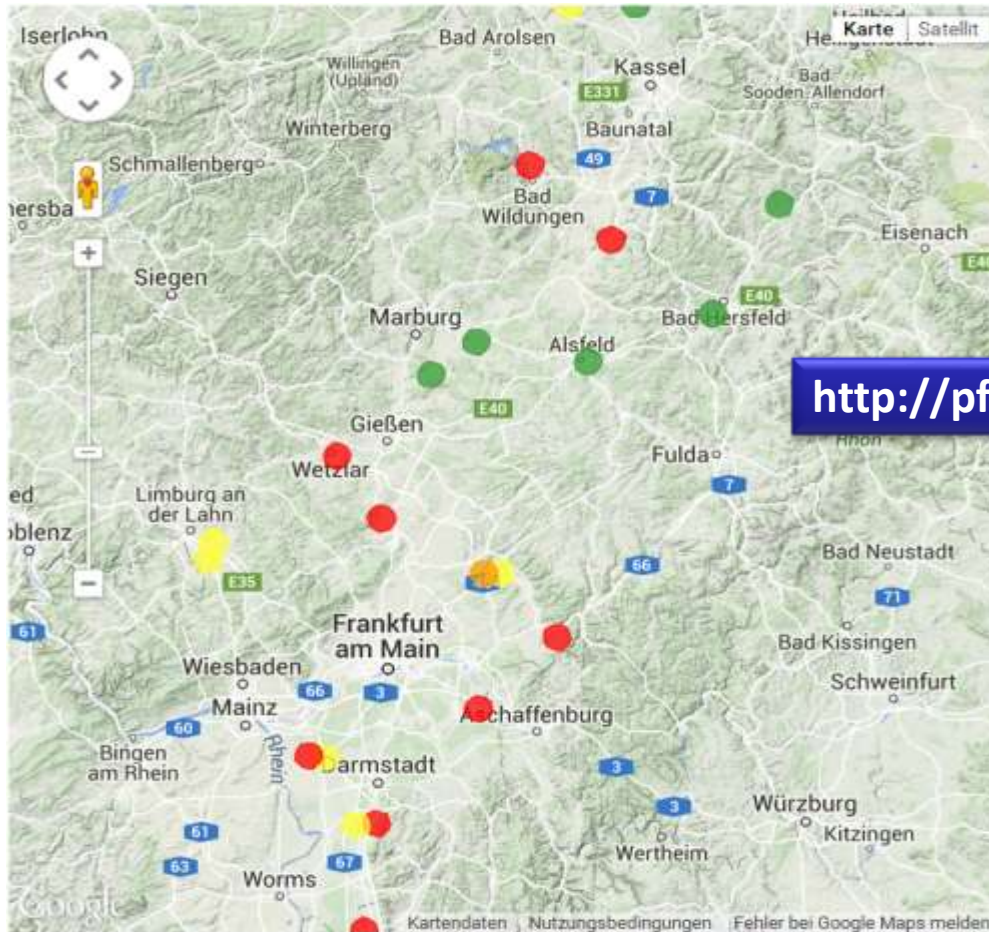 Iserlohn
Bad Arolsen
Karte
Satellit
Willingen
(Upland)
Kassel
Bad
Sooden-Allendorf
E331
Winterberg
Baunatal
Schmallenberg
49
Bad
Wildungen
7
Eisenach
Siegen
E40
Marburg
Bad Hersfeld
Alsfeld
http://pf
E40
Gießen
Rhön
Wetzlar
Fulda
7
Limburg an
der Lahn
E35
66
Bad Neustadt
71
61
Frankfurt
am Main
Bad Kissingen
Wiesbaden
66
3
Schweinfurt
Mainz
Aschaffenburg
60
Rhein
Bingen
am Rhein
Darmstadt
3
3
Würzburg
61
Kitzingen
63
67
Wertheim
Worms
Google
Kartendaten
Nutzungsbedingungen
Fehler bei Google Maps melden